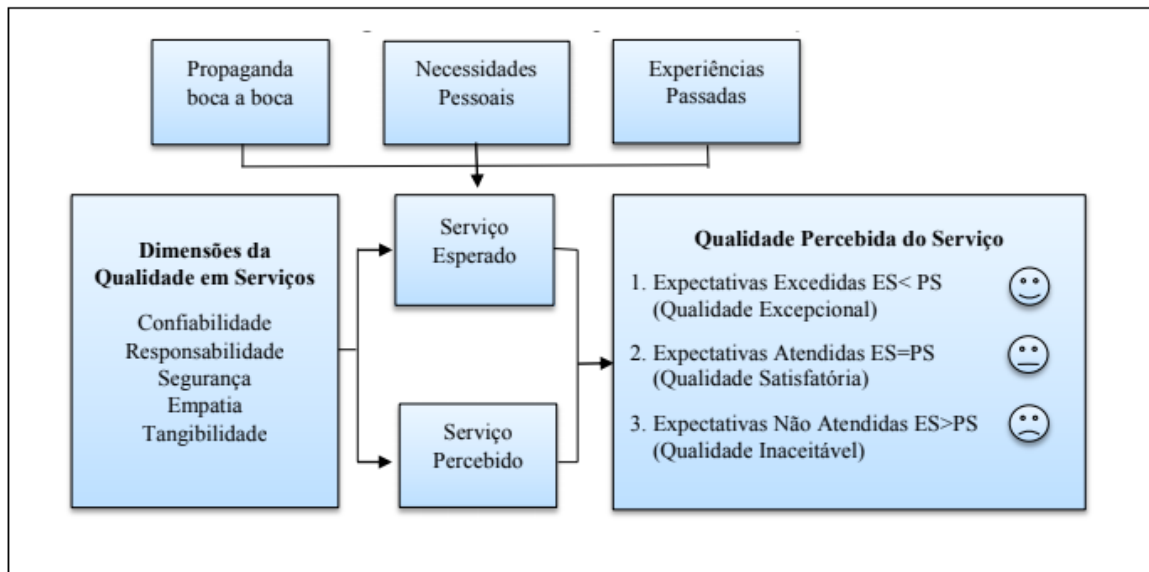 Propaganda
boca a boca
Necessidades
Pessoais
Experiências
Passadas
Dimensões da
Qualidade em Serviços
Confiabilidade
Responsabilidade
Segurança
Empatia
Tangibilidade
Serviço
Esperado
Serviço
Percebido
Qualidade Percebida do Serviço
1. Expectativas Excedidas ES< PS
(Qualidade Excepcional)
2. Expectativas Atendidas ES=PS
(Qualidade Satisfatória)
3. Expectativas Não Atendidas ES>PS
(Qualidade Inaceitável)